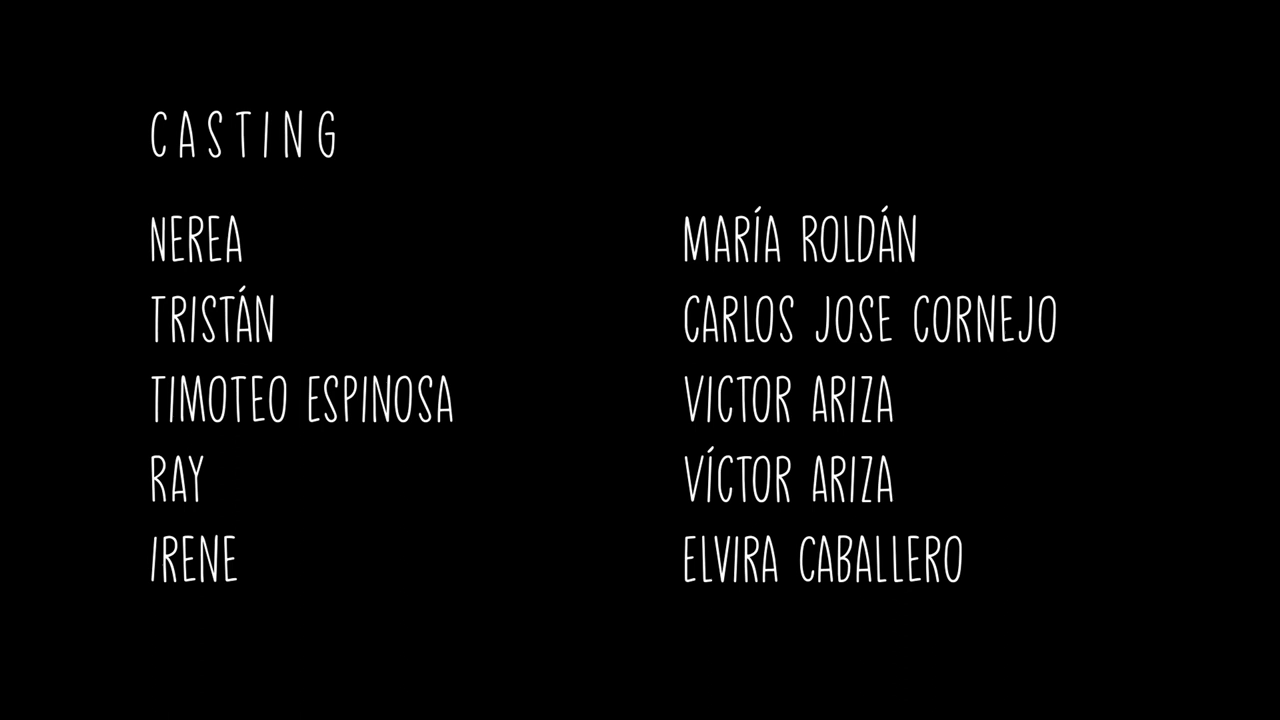 CASTING
NEREA MARÍA ROLDÁN
TRISTÁN CARLOS JOSE CORNEJO
TIMOTEO ESPINOSA VICTOR ARIZA
RAY VÍCTOR ARIZA
IRENE ELVIRA CABALLERO